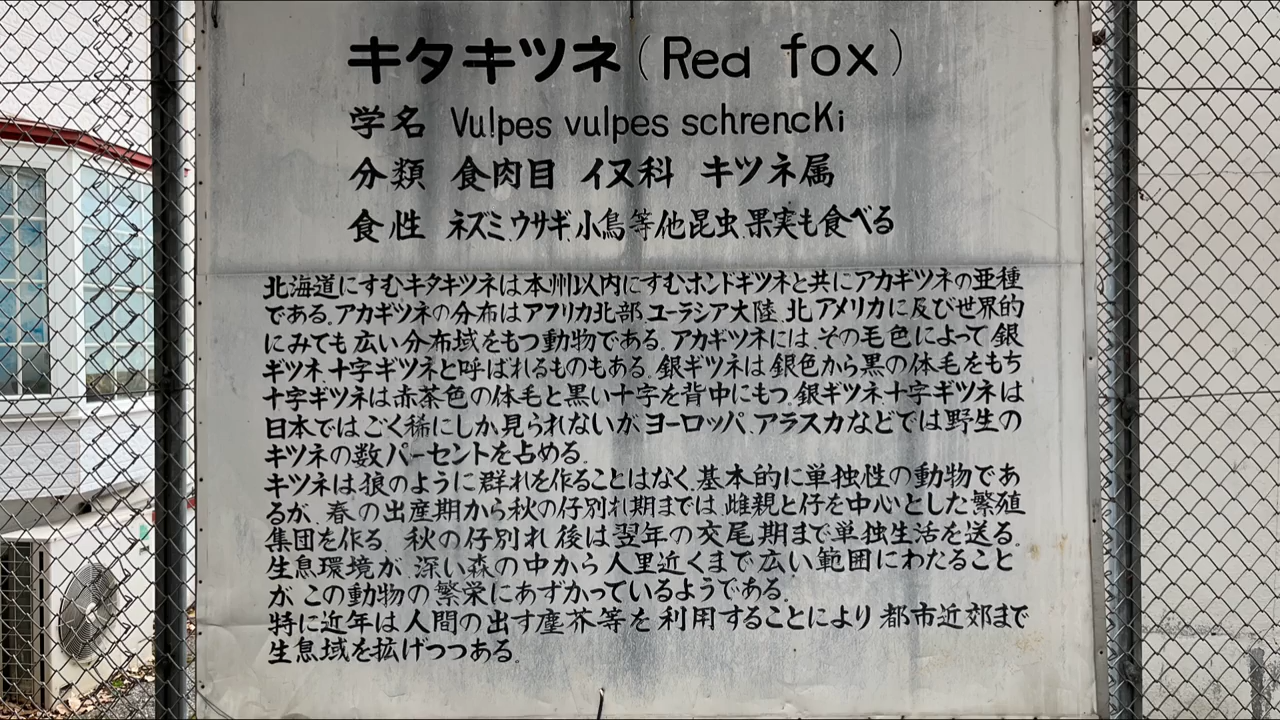 キタキツネ(Red fox)
学名 Vulpes vulpes schrencKi
分類 食肉目 イヌ科 キツネ属
食性 ネズミ、ウサギ、小鳥等他昆虫、果実も食べる
北海道にすむキタキツネは本州以内にすむホンドギツネと共にアカギツネの亜種
である。アカギツネの分布はアフリカ北部、ユーラシア大陸、北アメリカに及び世界的
にみても広い分布域をもつ動物である。アカギツネには、その毛色によって銀
ギツネ、十字ギツネと呼ばれるものもある。銀ギツネは銀色から黒の体毛をもち
十字ギツネは赤茶色の体毛と黒い十字を背中にもつ。銀ギツネ、十字ギツネは
日本ではごく稀にしか見られないが、ヨーロッパ、アラスカなどでは野生の
キツネの数パーセントを占める。
キツネは狼のように群れを作ることはなく、基本的に単独性の動物であ
るが、春の出産期から秋の仔別れ期までは、雌親と仔を中心とした繁殖
集団を作る。秋の仔別れ後は翌年の交尾期まで単独生活を送る。
生息環境が、深い森の中から人里近くまで広い範囲にわたること
が、この動物の繁栄にあずかっているようである。
特に近年は人間の出す塵芥等を利用することにより都市近郊まで
生息域を拡げつつある。